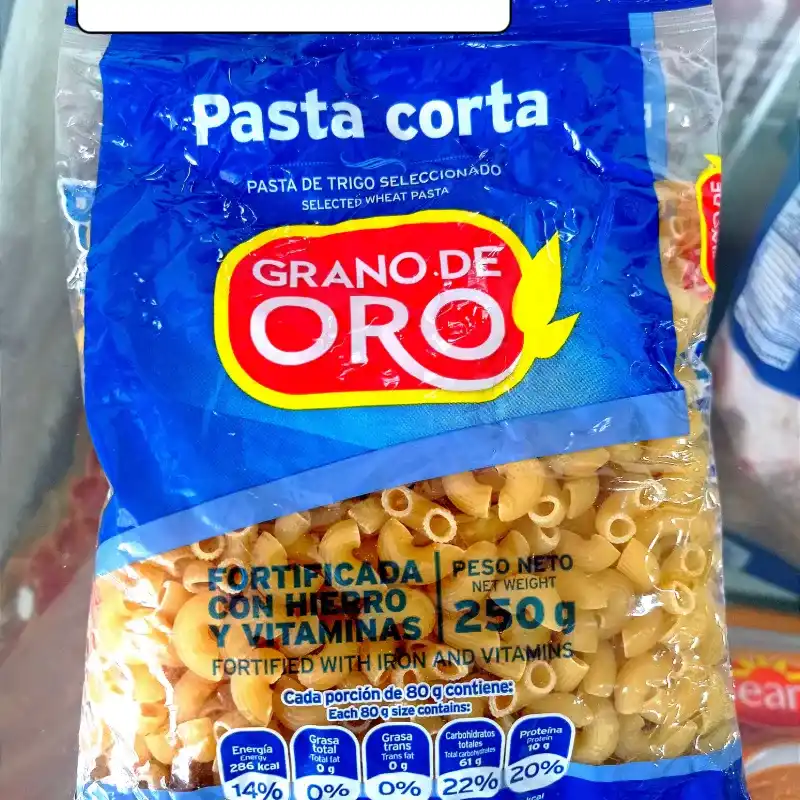 Pasta corta
PASTA DE TRIGO SELECCIONADO
SELECTED WHEAT PASTA
GRANO DE
ORO
FORTIFICADA
CON HIERRO
Y VITAMINAS
PESO NETO
NET WEIGHT
250 g
FORTIFIED WITH IRON AND VITAMINS
Cada porción de 80 g contiene:
Each 80 g size contains:
Energía
Energy
286 kcal
14%
Grasa
total
Total fat
0 g
0%
Grasa
trans
Trans fat
0 g
0%
Carbohidratos
totales
Total carbohydrates
61 g
22%
Proteína
Protein
10 g
20%
kcal